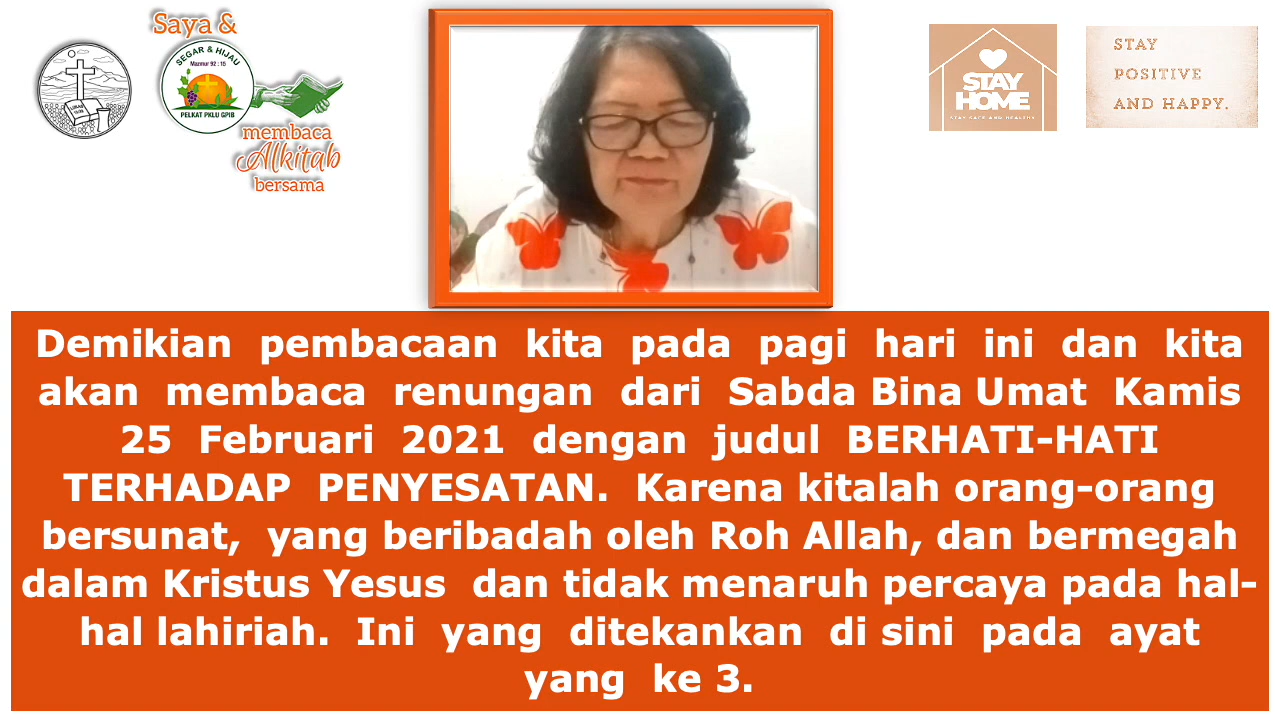 Saya &
SEGAR & HIJAU
Mazmur 92 : 15
PELKAT PKLU GPIB
membaca
Alkitab
bersama
STAY
HOME
STAY SAFE AND HEALTHY
STAY
POSITIVE
AND HAPPY.
Demikian pembacaan kita pada pagi hari ini dan kita
akan membaca renungan dari Sabda Bina Umat Kamis
25 Februari 2021 dengan judul BERHATI-HATI
TERHADAP PENYESATAN. Karena kitalah orang-orang
bersunat, yang beribadah oleh Roh Allah, dan bermegah
dalam Kristus Yesus dan tidak menaruh percaya pada hal-
hal lahiriah. Ini yang ditekankan di sini pada ayat
yang ke 3.